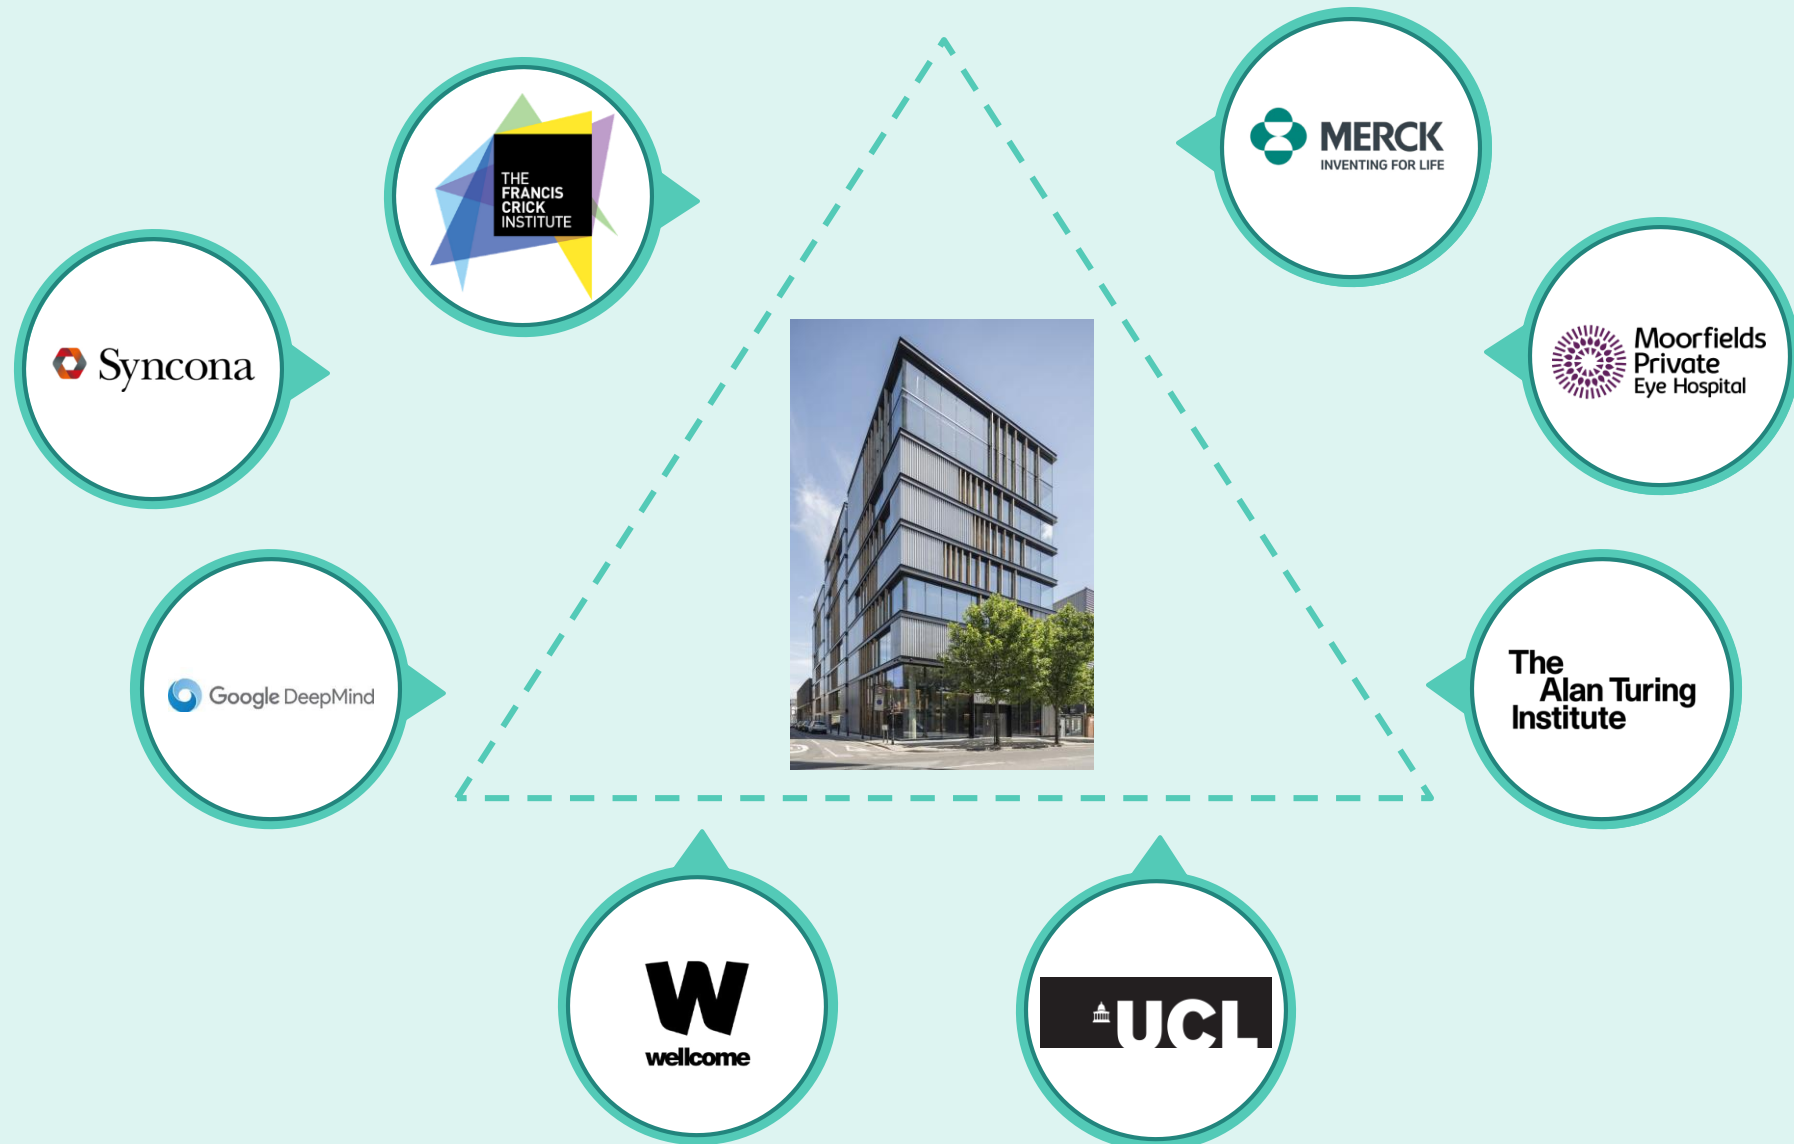 THE
FRANCIS
CRICK
INSTITUTE
MERCK
INVENTING FOR LIFE
Syncona
Moorfields
Private
Eye Hospital
Google DeepMind
The
Alan Turing
Institute
W
wellcome
UCL